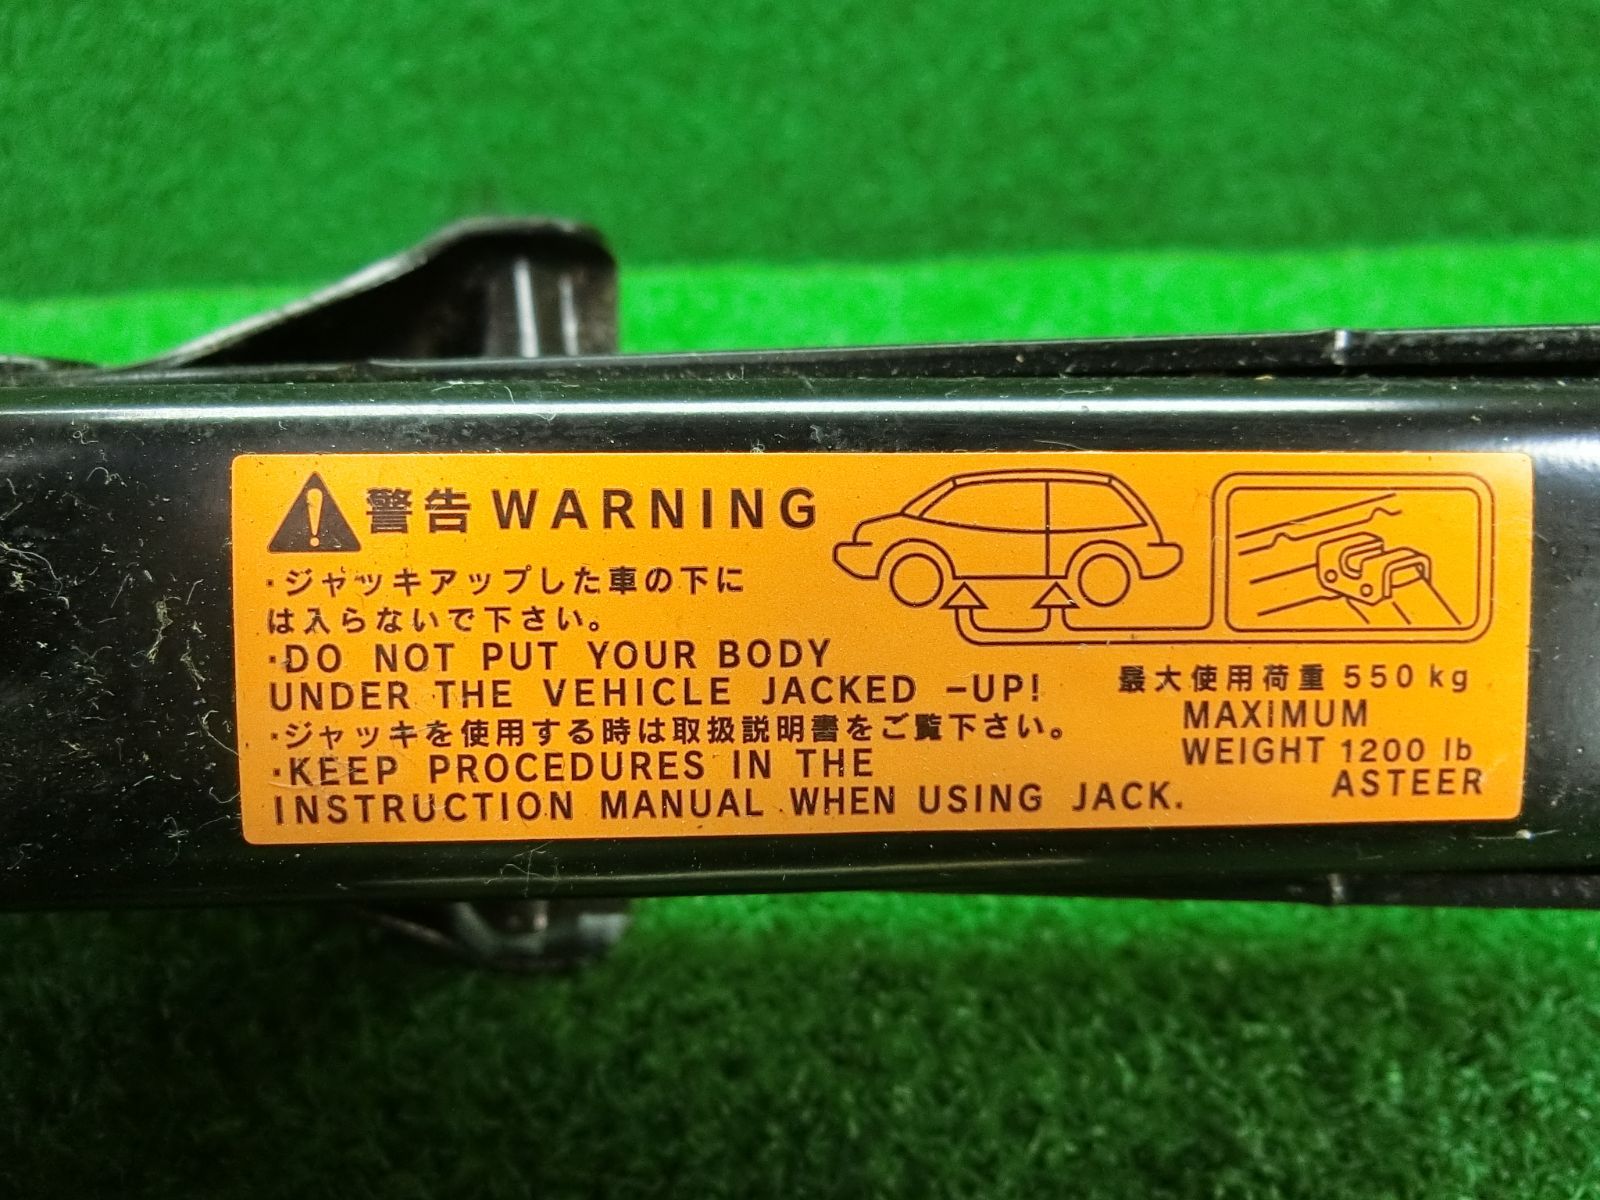 警告 WARNING
・ジャッキアップした車の下に
は入らないで下さい。
・DO NOT PUT YOUR BODY
UNDER THE VEHICLE JACKED -UP!
・ジャッキを使用する時は取扱説明書をご覧下さい。
・KEEP PROCEDURES IN THE
INSTRUCTION MANUAL WHEN USING JACK.
最大使用荷重 550 kg
MAXIMUM
WEIGHT 1200 lb
ASTEER